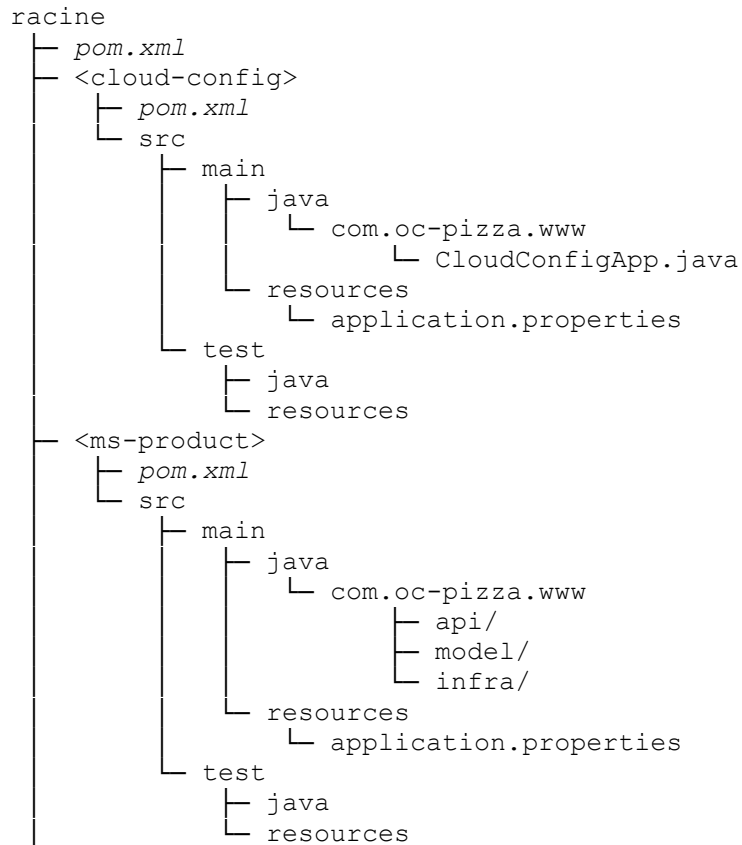 racine
├─ pom.xml
├─ <cloud-config>
│  ├─ pom.xml
│  └─ src
│     ├─ main
│     │  ├─ java
│     │  │  └─ com.oc-pizza.www
│     │  │     └─ CloudConfigApp.java
│     │  └─ resources
│     │     └─ application.properties
│     └─ test
│        ├─ java
│        └─ resources
├─ <ms-product>
│  ├─ pom.xml
│  └─ src
│     ├─ main
│     │  ├─ java
│     │  │  └─ com.oc-pizza.www
│     │  │     ├─ api/
│     │  │     ├─ model/
│     │  │     └─ infra/
│     │  └─ resources
│     │     └─ application.properties
│     └─ test
│        ├─ java
│        └─ resources